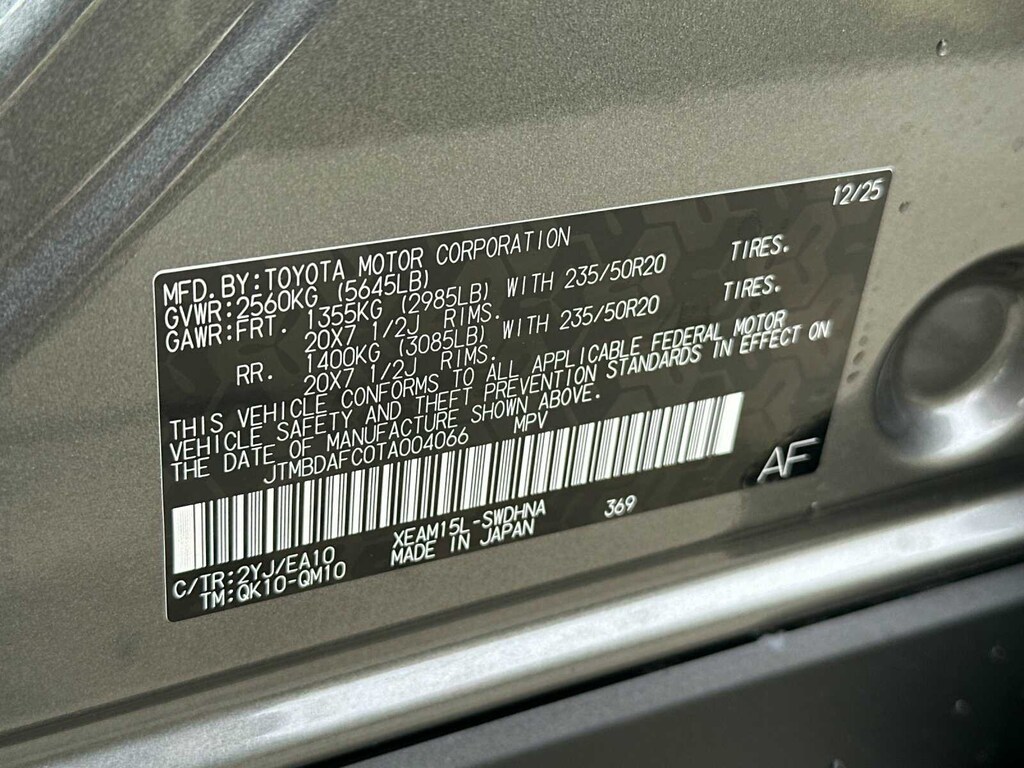 12/25
MFD. BY:TOYOTA MOTOR CORPORATION
GVWR:2560KG (5645LB)
GAWR:FRT. 1355KG (2985LB) WITH 235/50R20 TIRES.
20X7 1/2J RIMS.
RR. 1400KG (3085LB) WITH 235/50R20 TIRES.
20X7 1/2J RIMS.
THIS VEHICLE CONFORMS TO ALL APPLICABLE FEDERAL MOTOR
VEHICLE SAFETY AND THEFT PREVENTION STANDARDS IN EFFECT ON
THE DATE OF MANUFACTURE SHOWN ABOVE.
JTMBDAFC0TA004066 MPV
AF
XEAM15L-SWDHNA 369
C/TR:2YJ/EA10 MADE IN JAPAN
TM:QK10-QM10